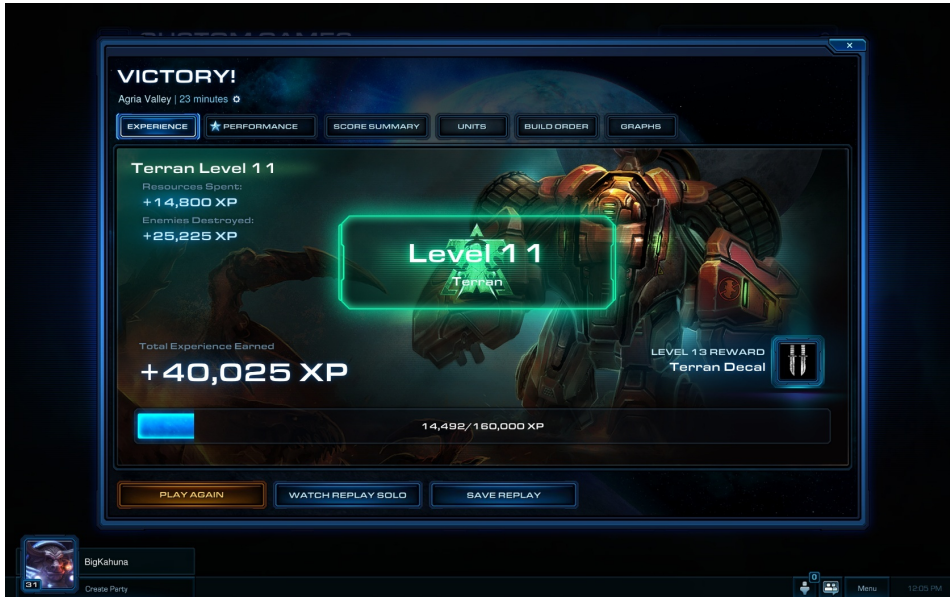 CUSTOM GAMES
VICTORY!
Agria Valley | 23 minutes
EXPERIENCE
PERFORMANCE
SCORE SUMMARY
UNITS
BUILD ORDER
GRAPHS
Terran Level 11
Resources Spent:
+14,800 XP
Enemies Destroyed:
+25,225 XP
Level 11
Terran
Total Experience Earned
+40,025 XP
LEVEL 13 REWARD
Terran Decal
14,492/160,000 XP
PLAY AGAIN
WATCH REPLAY SOLO
SAVE REPLAY
BigKahuna
31
Create Party
0
Menu
12:05 PM